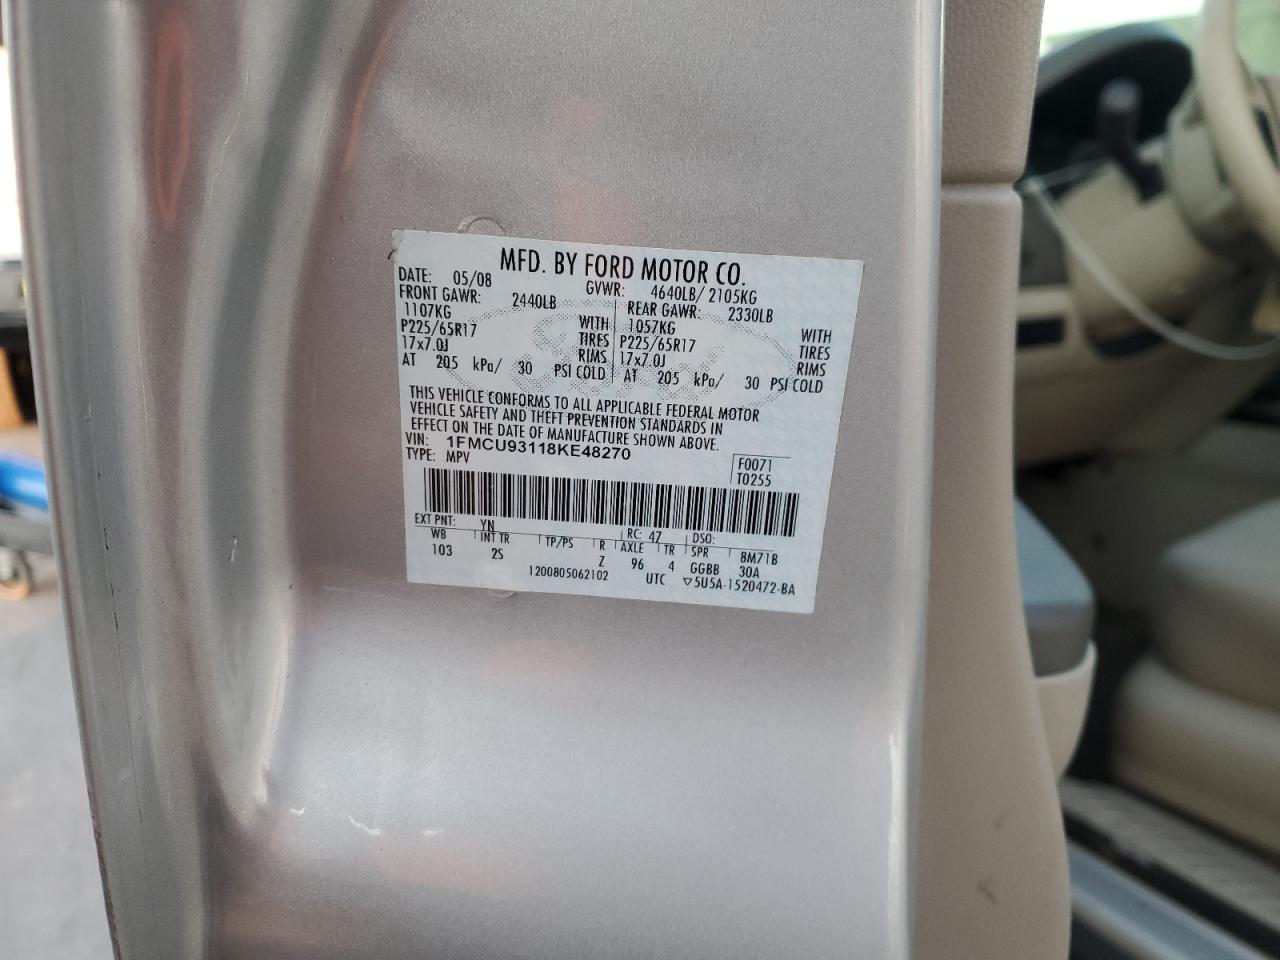 MFD. BY FORD MOTOR CO.
DATE: 05/08 GVWR: 4640LB/ 2105KG
FRONT GAWR: 2440LB REAR GAWR: 2330LB
1107KG WITH 1057KG WITH
P225/65R17 TIRES P225/65R17 TIRES
17x7.0J RIMS 17x7.0J RIMS
AT 205 kPa/ 30 PSI COLD AT 205 kPa/ 30 PSI COLD
THIS VEHICLE CONFORMS TO ALL APPLICABLE FEDERAL MOTOR
VEHICLE SAFETY AND THEFT PREVENTION STANDARDS IN
EFFECT ON THE DATE OF MANUFACTURE SHOWN ABOVE.
VIN: 1FMCU93118KE48270
TYPE: MPV
F0071
T0255
EXT PNT: YN RC: 47 DSO:
WB INT TR TP/PS R AXLE TR SPR 8M71B
103 2S Z 96 4 GGBB 30A
1200805062102 UTC ▽5U5A-1520472-BA